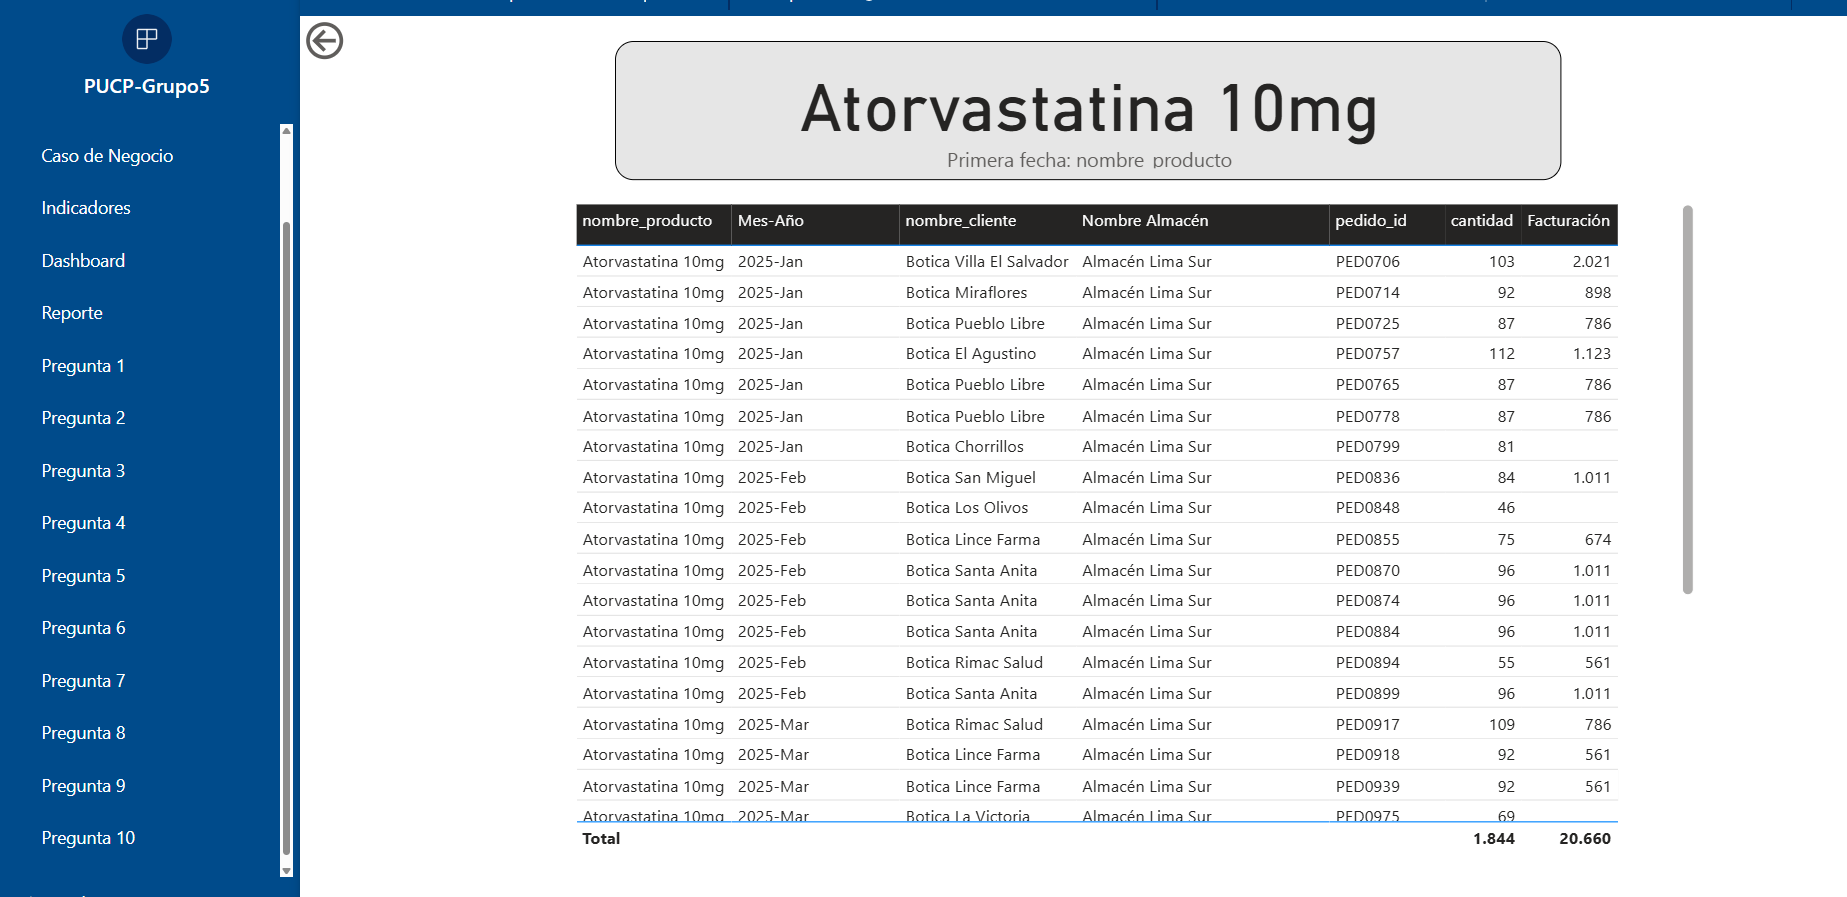 PUCP-Grupo5
Caso de Negocio
Indicadores
Dashboard
Reporte
Pregunta 1
Pregunta 2
Pregunta 3
Pregunta 4
Pregunta 5
Pregunta 6
Pregunta 7
Pregunta 8
Pregunta 9
Pregunta 10
Atorvastatina 10mg
Primera fecha: nombre_producto
nombre_producto Mes-Año nombre_cliente Nombre Almacén pedido_id cantidad Facturación
Atorvastatina 10mg 2025-Jan Botica Villa El Salvador Almacén Lima Sur PED0706 103 2.021
Atorvastatina 10mg 2025-Jan Botica Miraflores Almacén Lima Sur PED0714 92 898
Atorvastatina 10mg 2025-Jan Botica Pueblo Libre Almacén Lima Sur PED0725 87 786
Atorvastatina 10mg 2025-Jan Botica El Agustino Almacén Lima Sur PED0757 112 1.123
Atorvastatina 10mg 2025-Jan Botica Pueblo Libre Almacén Lima Sur PED0765 87 786
Atorvastatina 10mg 2025-Jan Botica Pueblo Libre Almacén Lima Sur PED0778 87 786
Atorvastatina 10mg 2025-Jan Botica Chorrillos Almacén Lima Sur PED0799 81
Atorvastatina 10mg 2025-Feb Botica San Miguel Almacén Lima Sur PED0836 84 1.011
Atorvastatina 10mg 2025-Feb Botica Los Olivos Almacén Lima Sur PED0848 46
Atorvastatina 10mg 2025-Feb Botica Lince Farma Almacén Lima Sur PED0855 75 674
Atorvastatina 10mg 2025-Feb Botica Santa Anita Almacén Lima Sur PED0870 96 1.011
Atorvastatina 10mg 2025-Feb Botica Santa Anita Almacén Lima Sur PED0874 96 1.011
Atorvastatina 10mg 2025-Feb Botica Santa Anita Almacén Lima Sur PED0884 96 1.011
Atorvastatina 10mg 2025-Feb Botica Rimac Salud Almacén Lima Sur PED0894 55 561
Atorvastatina 10mg 2025-Feb Botica Santa Anita Almacén Lima Sur PED0899 96 1.011
Atorvastatina 10mg 2025-Mar Botica Rimac Salud Almacén Lima Sur PED0917 109 786
Atorvastatina 10mg 2025-Mar Botica Lince Farma Almacén Lima Sur PED0918 92 561
Atorvastatina 10mg 2025-Mar Botica Lince Farma Almacén Lima Sur PED0939 92 561
Atorvastatina 10mg 2025-Mar Botica La Victoria Almacén Lima Sur PED0975 69
Total 1.844 20.660